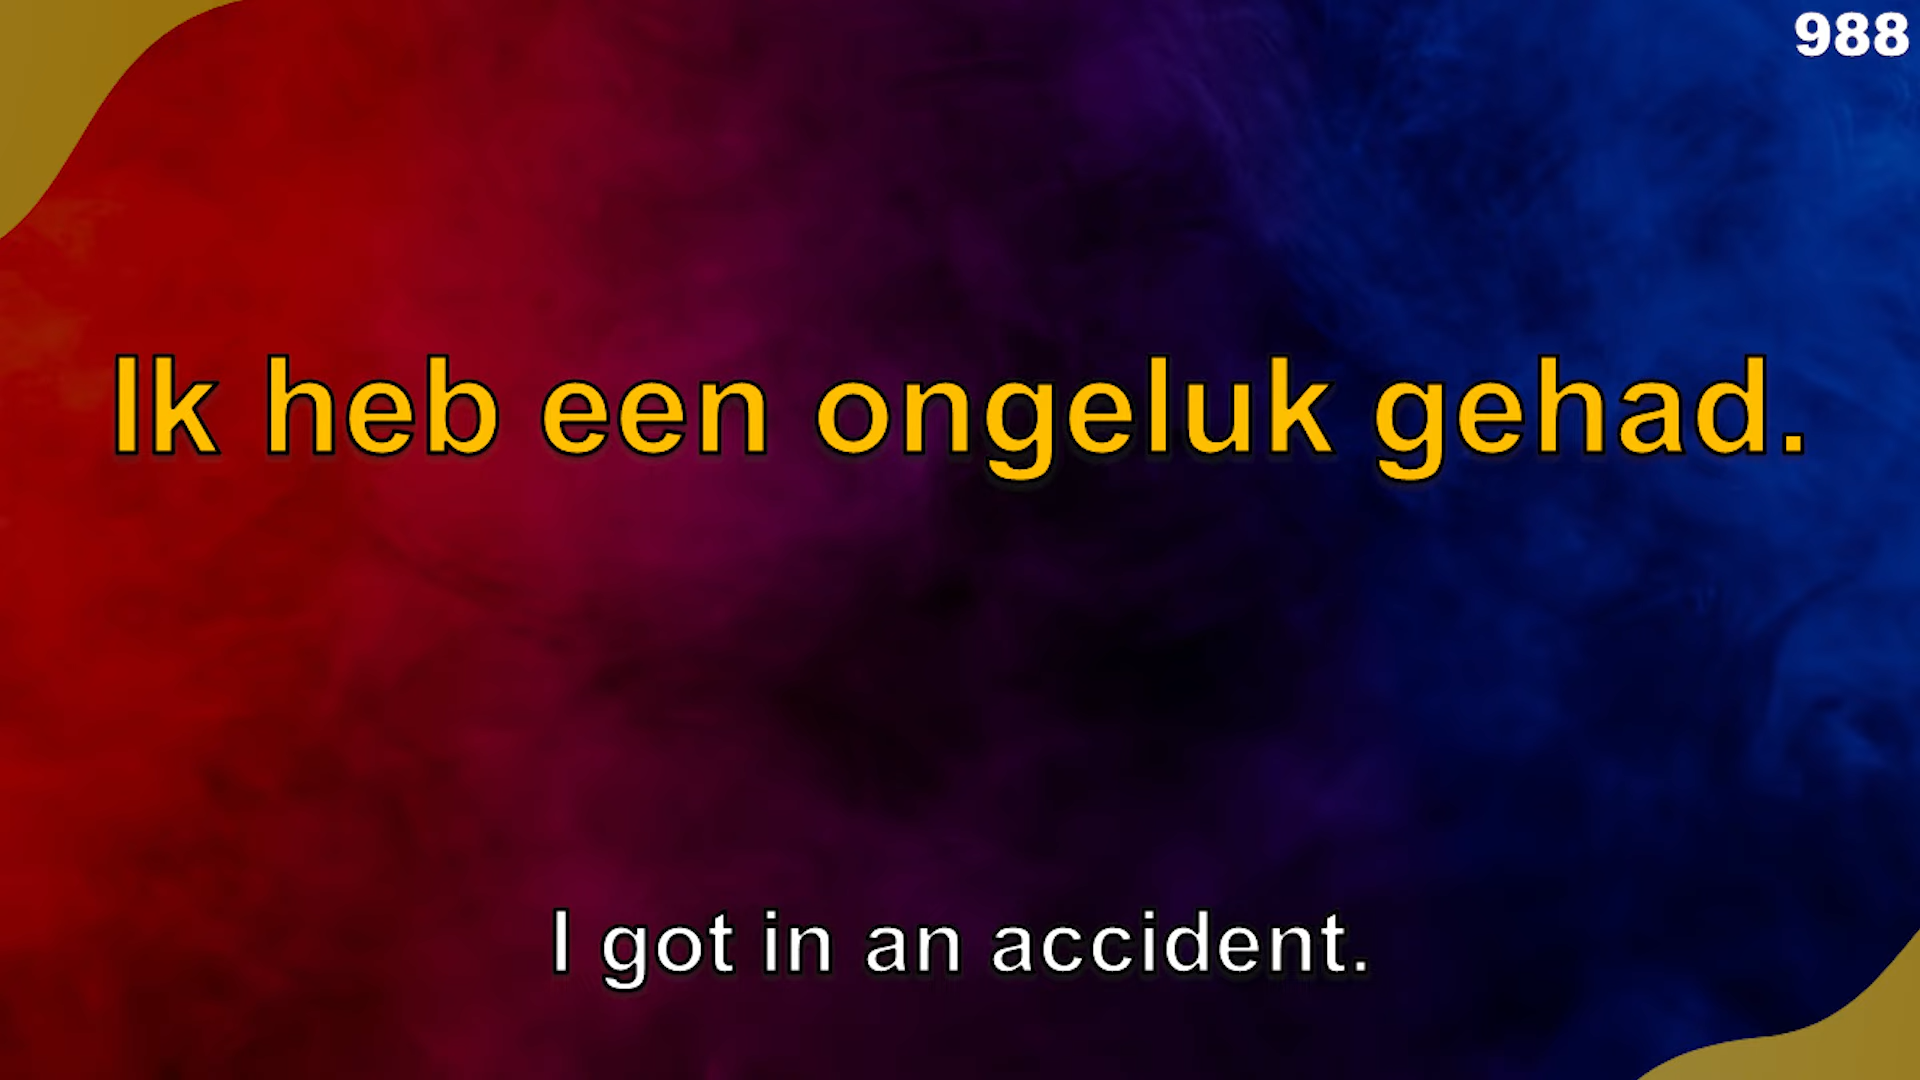 988
Ik heb een ongeluk gehad.
I got in an accident.